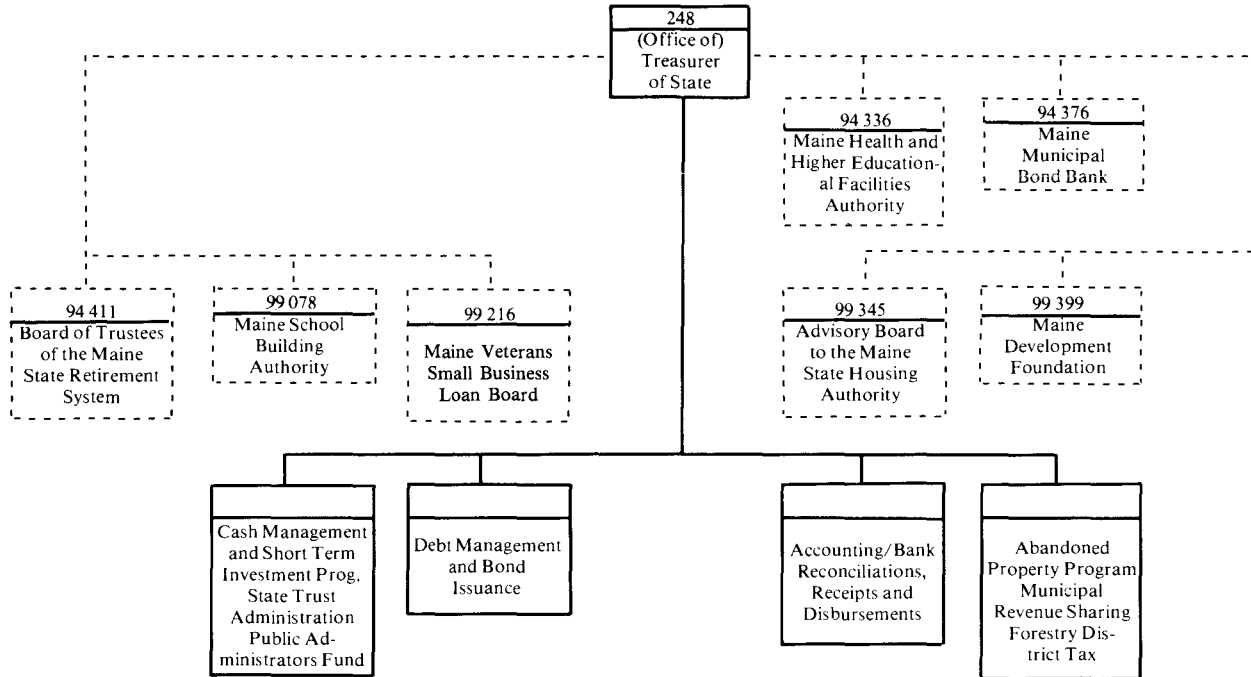 248
(Office of)
Treasurer
of State
94 336
Maine Health and
Higher Education-
al Facilities
Authority
94 376
Maine
Municipal
Bond Bank
94 411
Board of Trustees
of the Maine
State Retirement
System
99 078
Maine School
Building
Authority
99 216
Maine Veterans
Small Business
Loan Board
99 345
Advisory Board
to the Maine
State Housing
Authority
99 399
Maine
Development
Foundation
Cash Management
and Short Term
Investment Prog.
State Trust
Administration
Public Ad-
ministrators Fund
Debt Management
and Bond
Issuance
Accounting/Bank
Reconciliations,
Receipts and
Disbursements
Abandoned
Property Program
Municipal
Revenue Sharing
Forestry Dis-
trict Tax